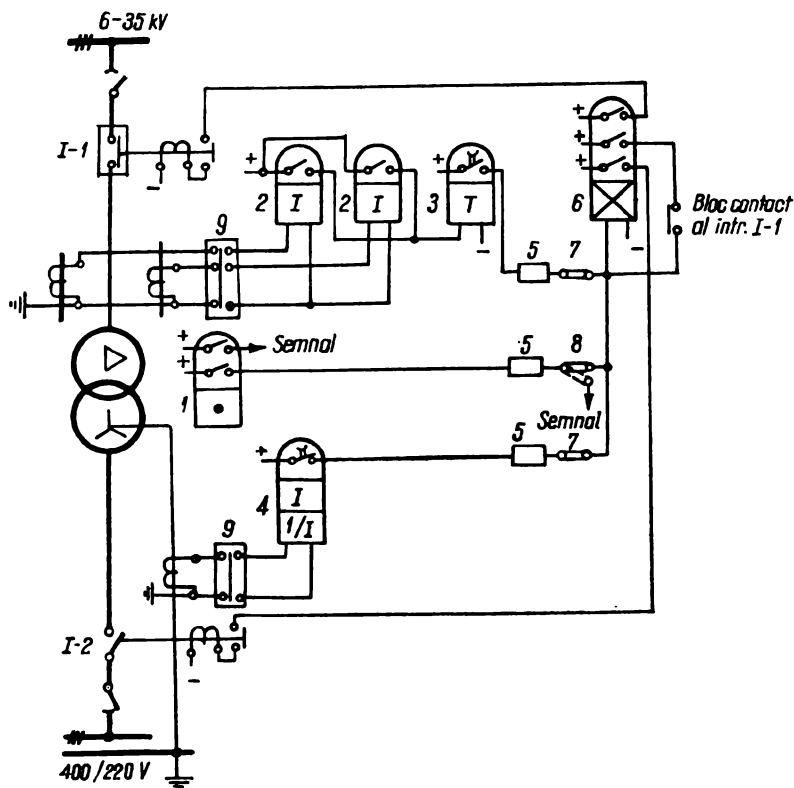 6-35 kV
I-1
+
+
+
+
+
+
2
I
2
I
3
T
6
Bloc contact
al intr. I-1
-
-
-
9
5
7
+
+
Semnal
1
5
8
Semnal
+
4
I
1/I
5
7
9
I-2
-
400/220 V